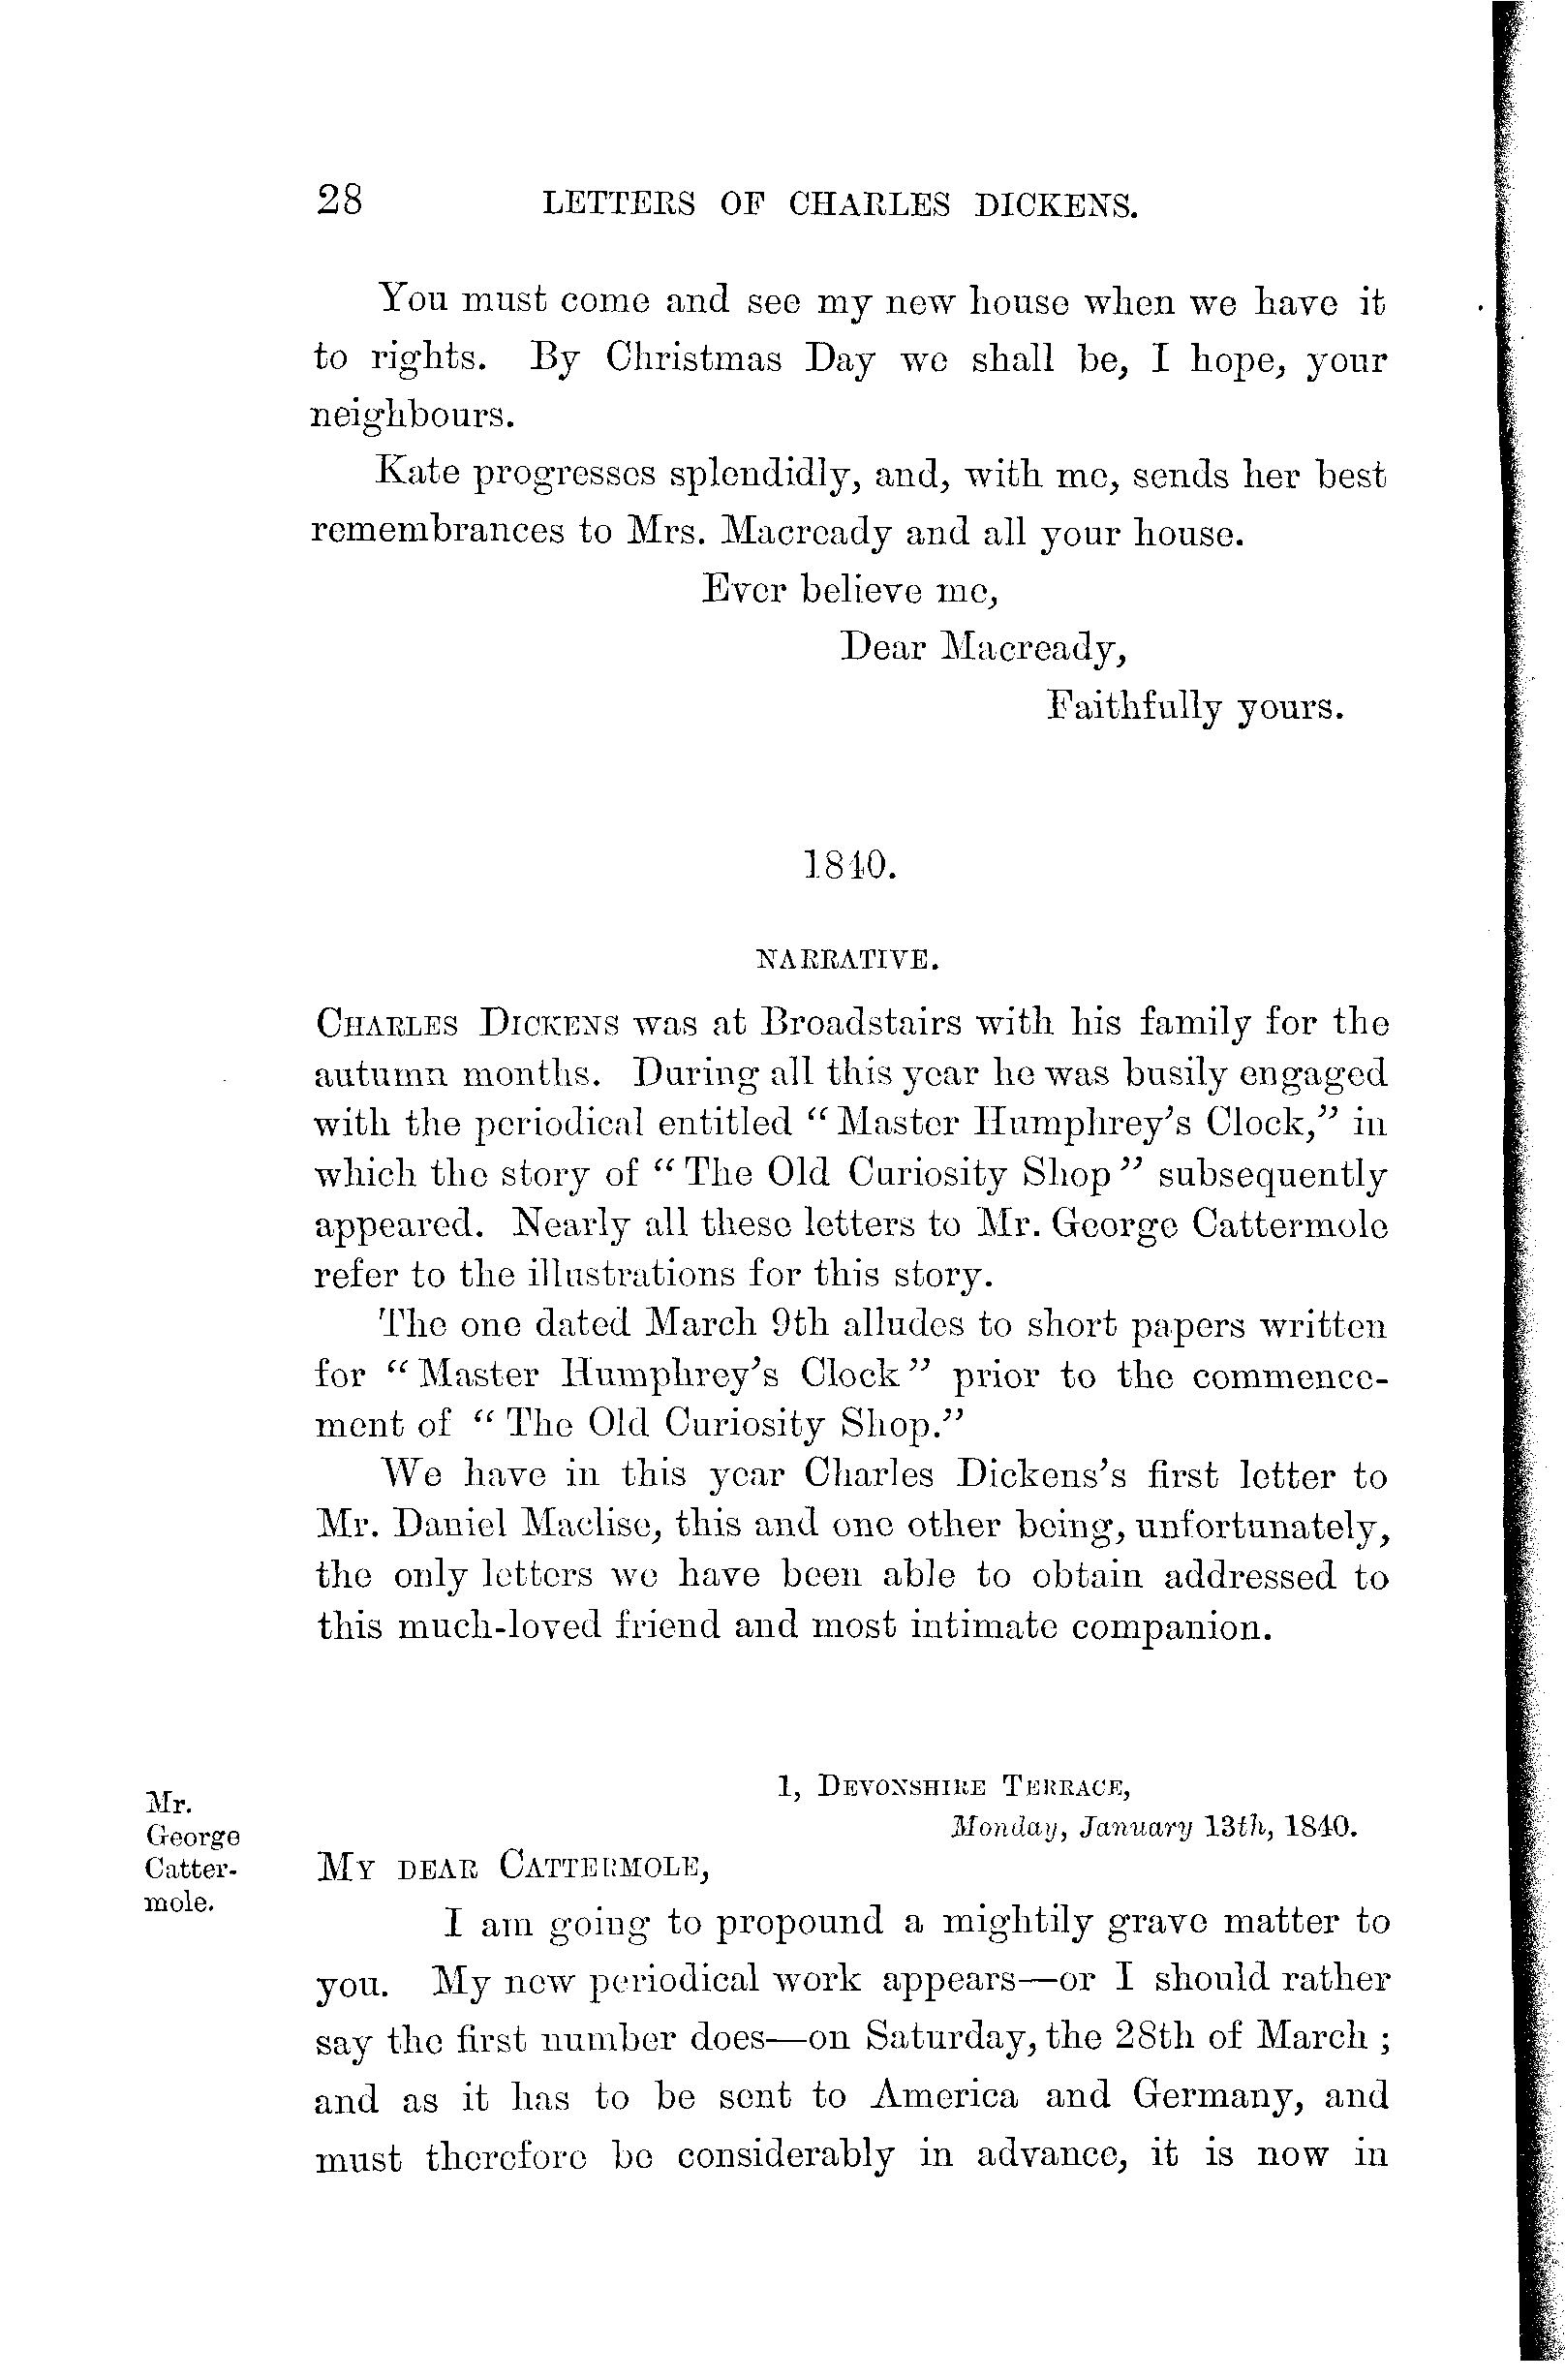 28 LETTERS OF CHARLES DICKENS.
You must come and see my new house when we have it
to rights. By Christmas Day we shall be, I hope, your
neighbours.
Kate progresses splendidly, and, with me, sends her best
remembrances to Mrs. Macready and all your house.
Ever believe me,
Dear Macready,
Faithfully yours.
1840.
NARRATIVE.
CHARLES DICKENS was at Broadstairs with his family for the
autumn months. During all this year he was busily engaged
with the periodical entitled “Master Humphrey's Clock,” in
which the story of “The Old Curiosity Shop” subsequently
appeared. Nearly all these letters to Mr. George Cattermole
refer to the illustrations for this story.
The one dated March 9th alludes to short papers written
for “Master Humphrey's Clock” prior to the commence-
ment of “The Old Curiosity Shop.”
We have in this year Charles Dickens's first letter to
Mr. Daniel Maclise, this and one other being, unfortunately,
the only letters we have been able to obtain addressed to
this much-loved friend and most intimate companion.
1, DEVONSHIRE TERRACE,
Monday, January 13th, 1840.
Mr.
George
Catter-
mole.
MY DEAR CATTERMOLE,
I am going to propound a mightily grave matter to
you. My new periodical work appears—or I should rather
say the first number does—on Saturday, the 28th of March;
and as it has to be sent to America and Germany, and
must therefore be considerably in advance, it is now in